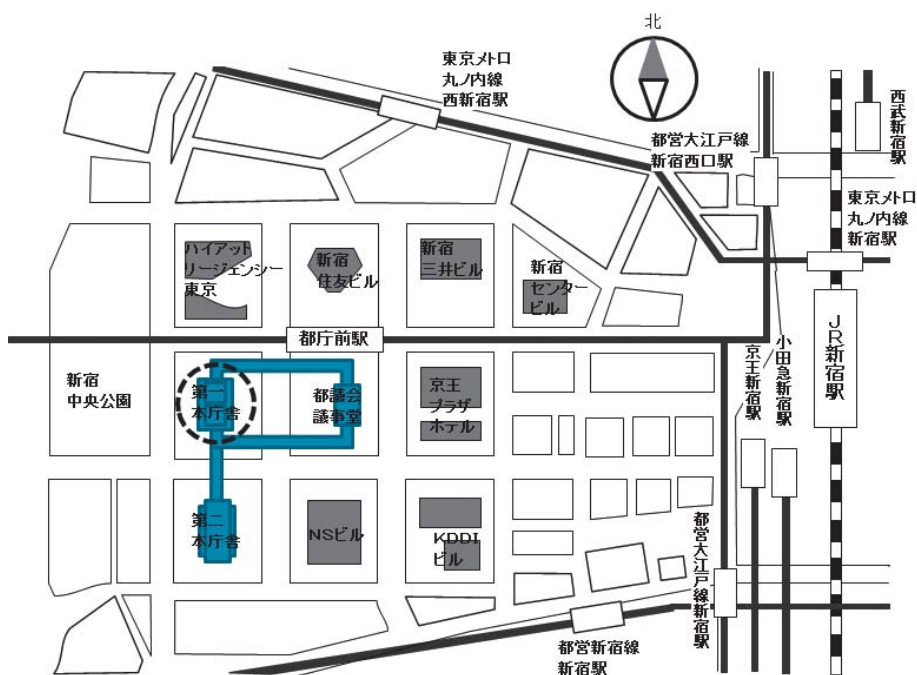 北
東京メトロ
丸ノ内線
西新宿駅
都営大江戸線
新宿西口駅
西武新宿駅
東京メトロ
丸ノ内線
新宿駅
ハイアット
リージェンシー
東京
新宿
住友ビル
新宿
三井ビル
新宿
センター
ビル
都庁前駅
JR新宿駅
小田急新宿駅
京王新宿駅
新宿
中央公園
第一
本庁舎
都議会
議事堂
京王
プラザ
ホテル
第二
本庁舎
NSビル
KDDI
ビル
都営大江戸線新宿駅
都営新宿線
新宿駅